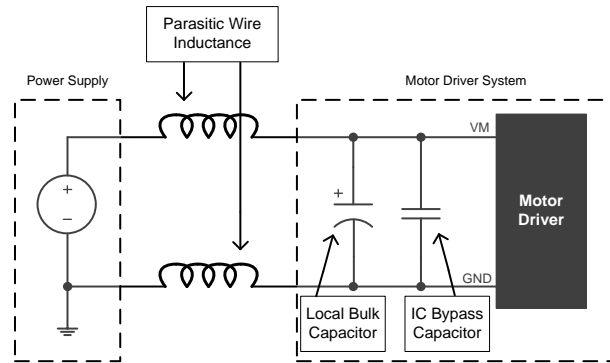 Parasitic Wire
Inductance
Power Supply
Motor Driver System
VM
+
+
–
Motor
Driver
GND
Local Bulk
Capacitor
IC Bypass
Capacitor